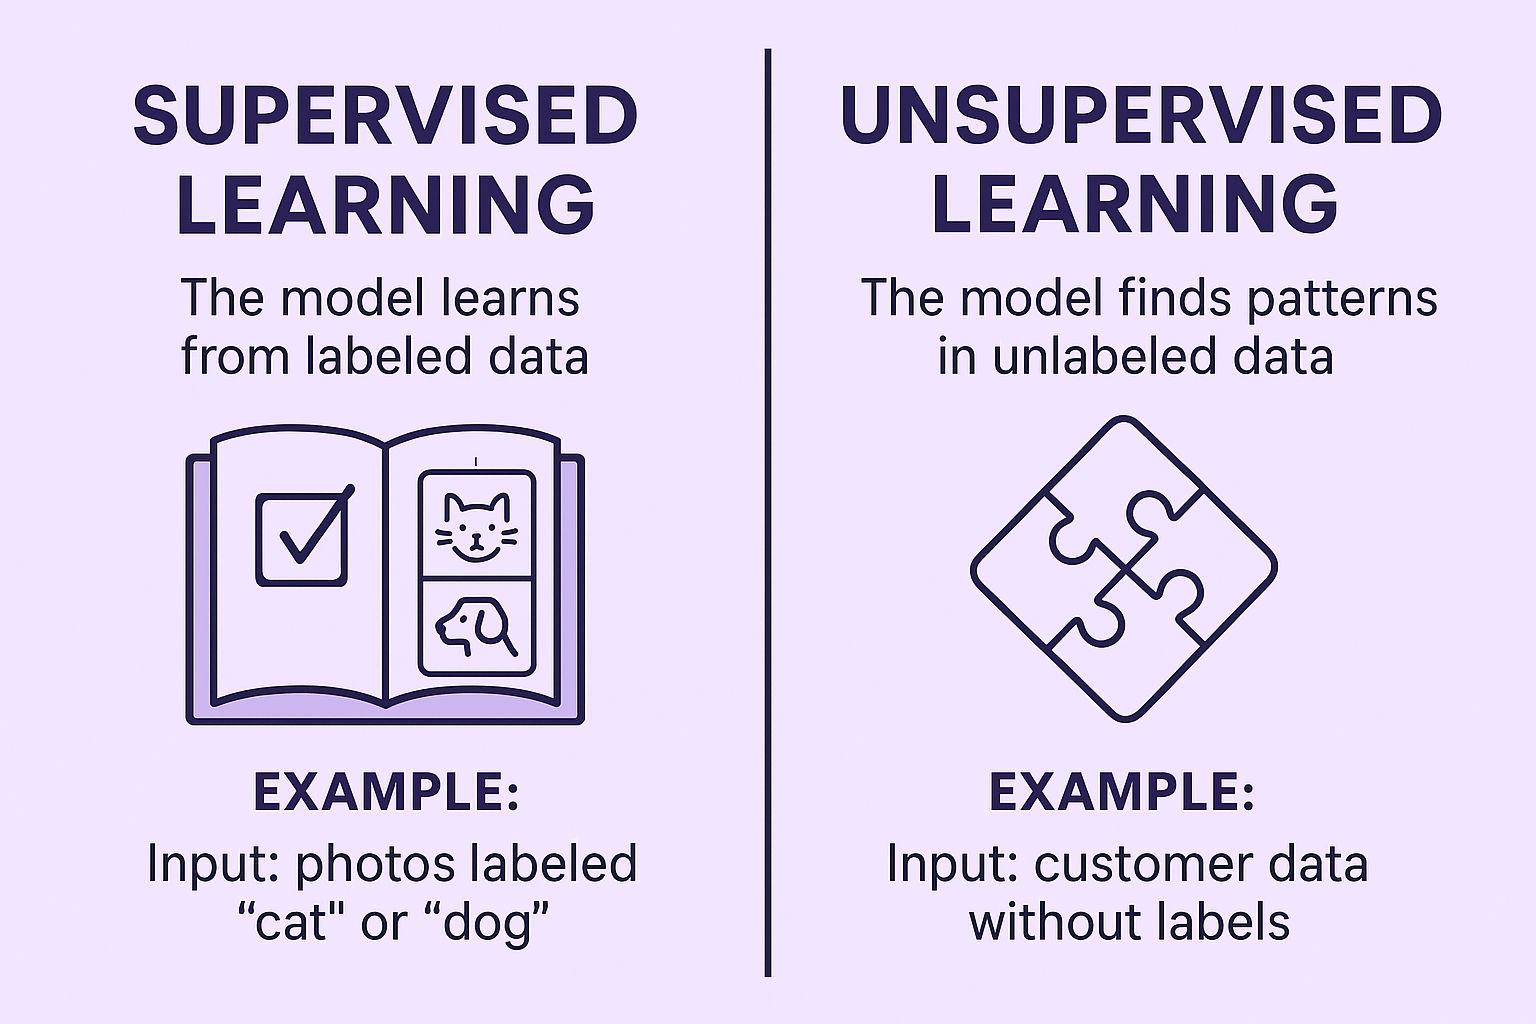 SUPERVISED
LEARNING
The model learns
from labeled data
EXAMPLE:
Input: photos labeled
“cat" or “dog”
UNSUPERVISED
LEARNING
The model finds patterns
in unlabeled data
EXAMPLE:
Input: customer data
without labels